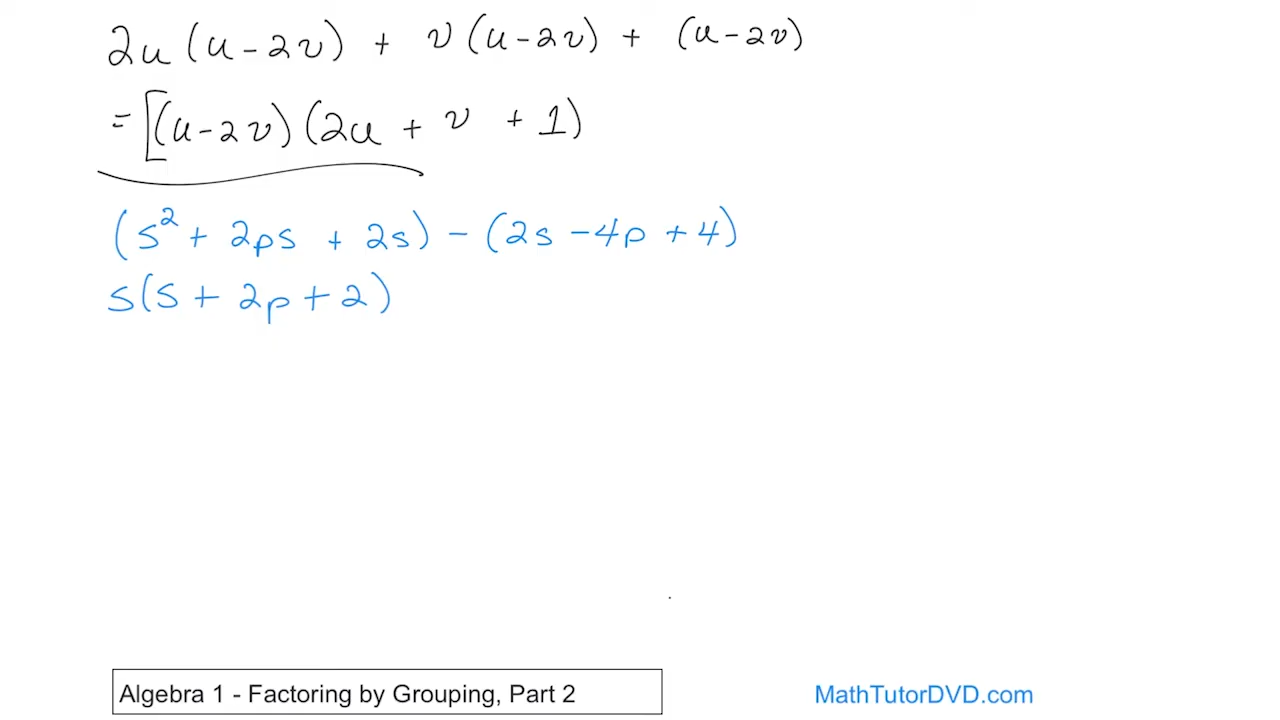 2u(u-2v) + v(u-2v) + (u-2v)
= [(u-2v)(2u + v + 1)
(s² + 2ps + 2s) - (2s -4p +4)
s(s + 2p + 2)
Algebra 1 - Factoring by Grouping, Part 2
MathTutorDVD.com